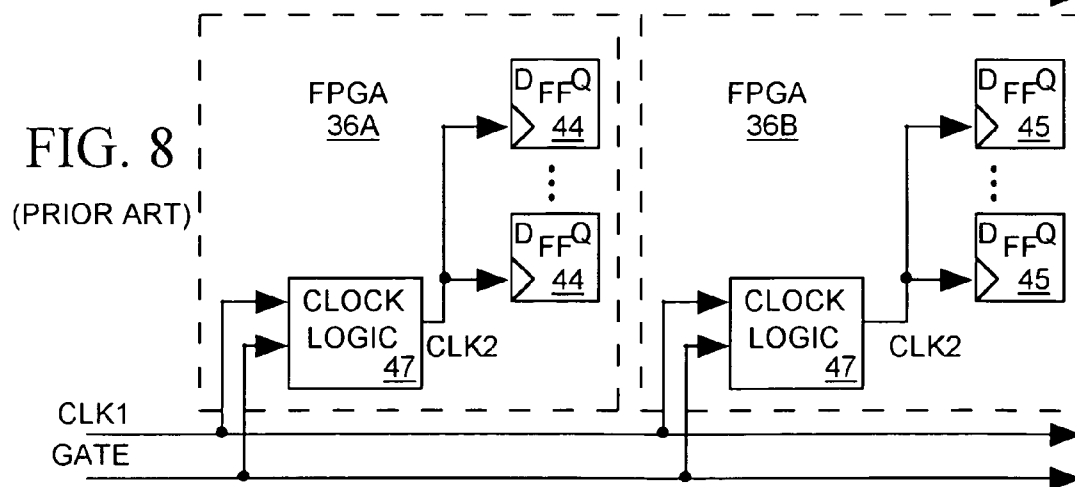 FIG. 8
(PRIOR ART)
FPGA
36A
D FF Q
44
D FF Q
44
CLOCK
LOGIC
47
CLK2
FPGA
36B
D FF Q
45
D FF Q
45
CLOCK
LOGIC
47
CLK2
CLK1
GATE